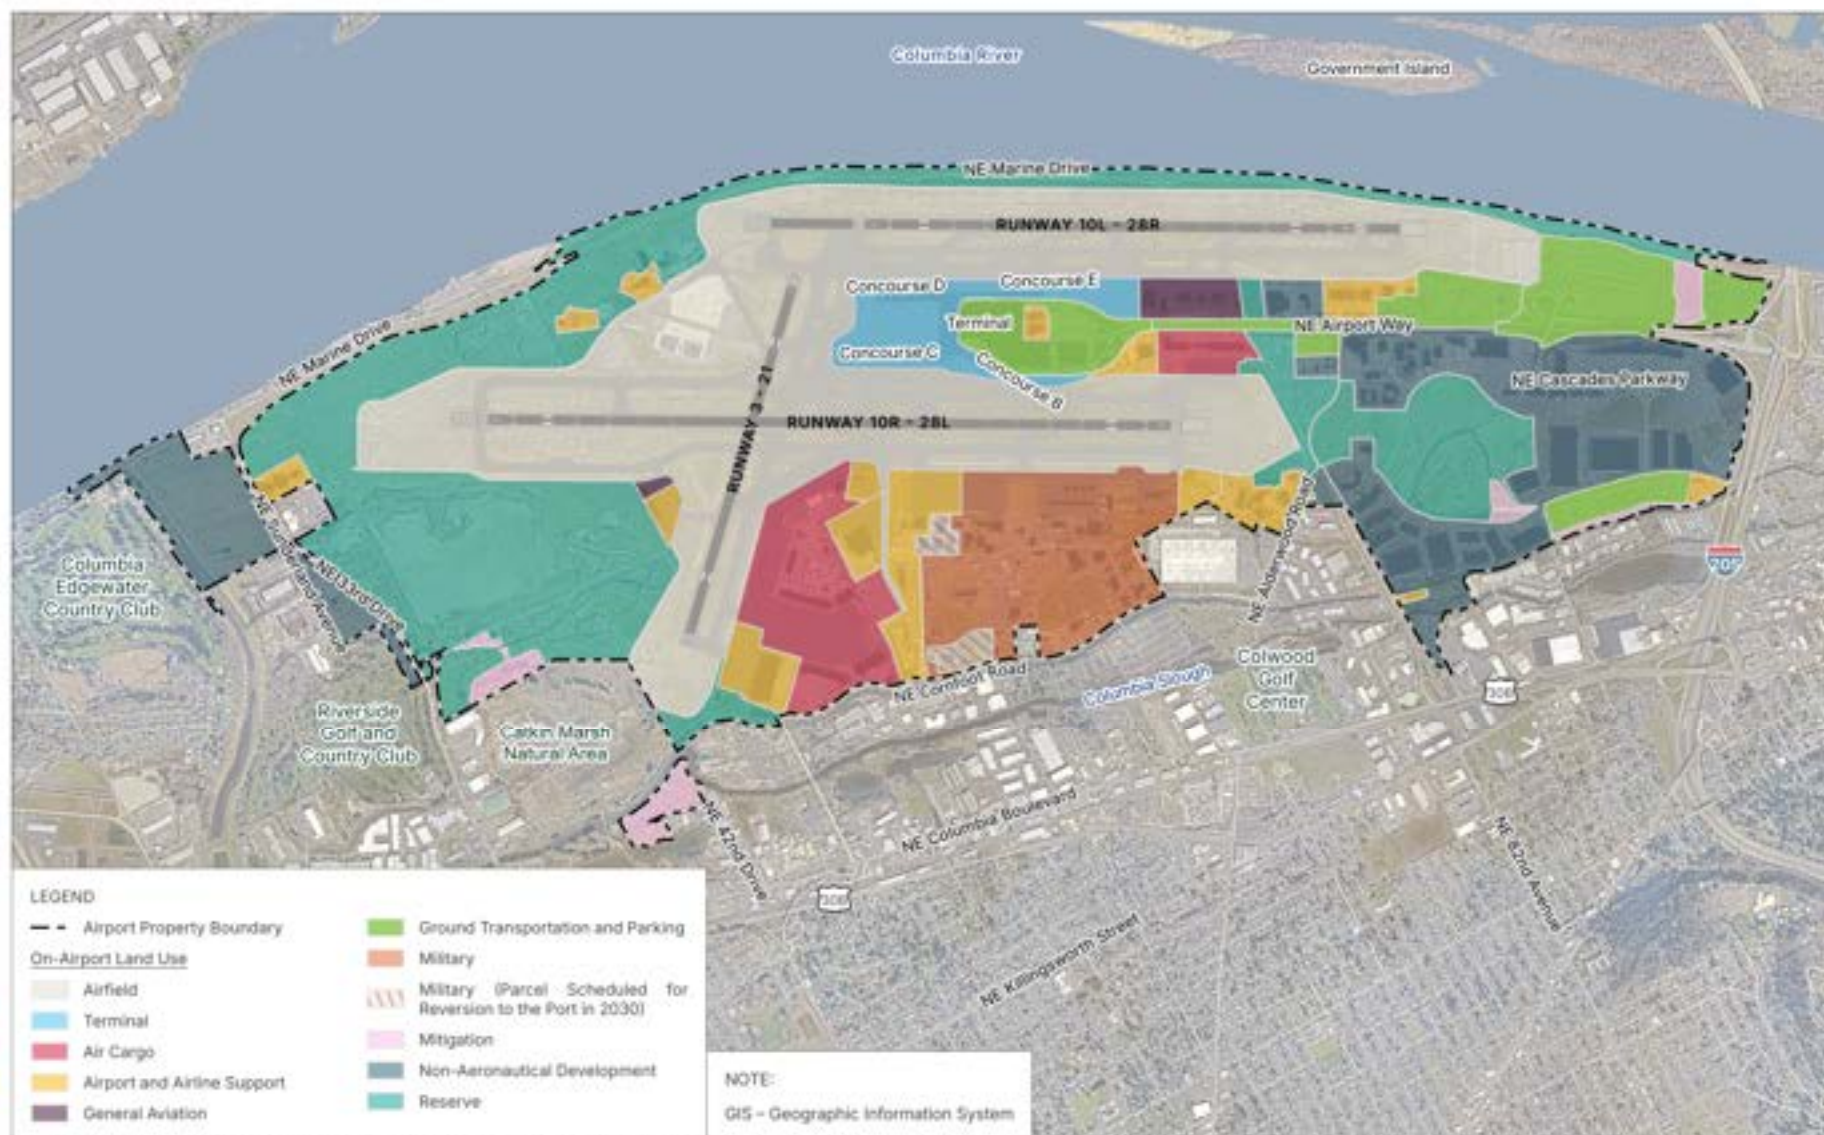 Columbia River
Government Island
NE Marine Drive
RUNWAY 10L - 28R
Concourse D
Concourse E
Terminal
NE Airport Way
NE Marine Drive
Concourse C
Concourse B
NE Cascades Parkway
RUNWAY 3 - 21
RUNWAY 10R - 28L
NE Sunderland Avenue
NE 33rd Drive
Columbia
Edgewater
Country Club
205
NE Alderwood Road
Riverside
Golf and
Country Club
Catkin Marsh
Natural Area
NE Cornfoot Road
Columbia Slough
Colwood
Golf
Center
30B
NE 42nd Drive
NE Columbia Boulevard
NE 82nd Avenue
30B
NE Killingsworth Street
LEGEND
Airport Property Boundary
On-Airport Land Use
Airfield
Terminal
Air Cargo
Airport and Airline Support
General Aviation
Ground Transportation and Parking
Military
Military (Parcel Scheduled for
Reversion to the Port in 2030)
Mitigation
Non-Aeronautical Development
Reserve
NOTE:
GIS – Geographic Information System